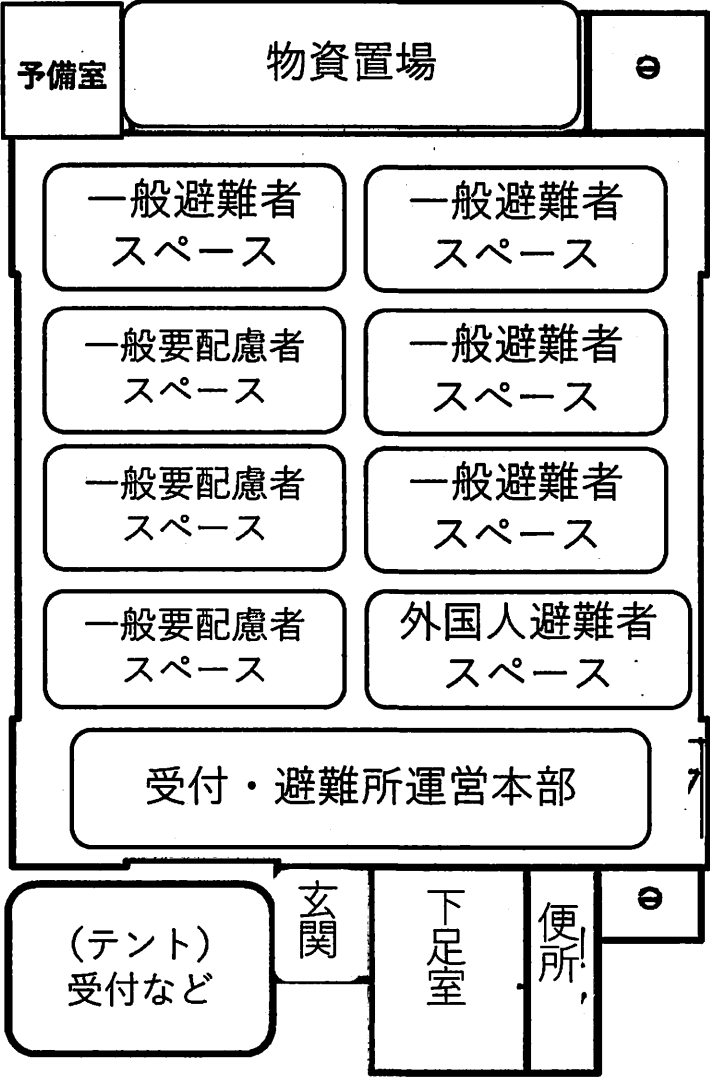 予備室
物資置場
一般避難者
スペース
一般避難者
スペース
一般要配慮者
スペース
一般避難者
スペース
一般要配慮者
スペース
一般避難者
スペース
一般要配慮者
スペース
外国人避難者
スペース
受付・避難所運営本部
（テント）
受付など
玄関
下足室
便所